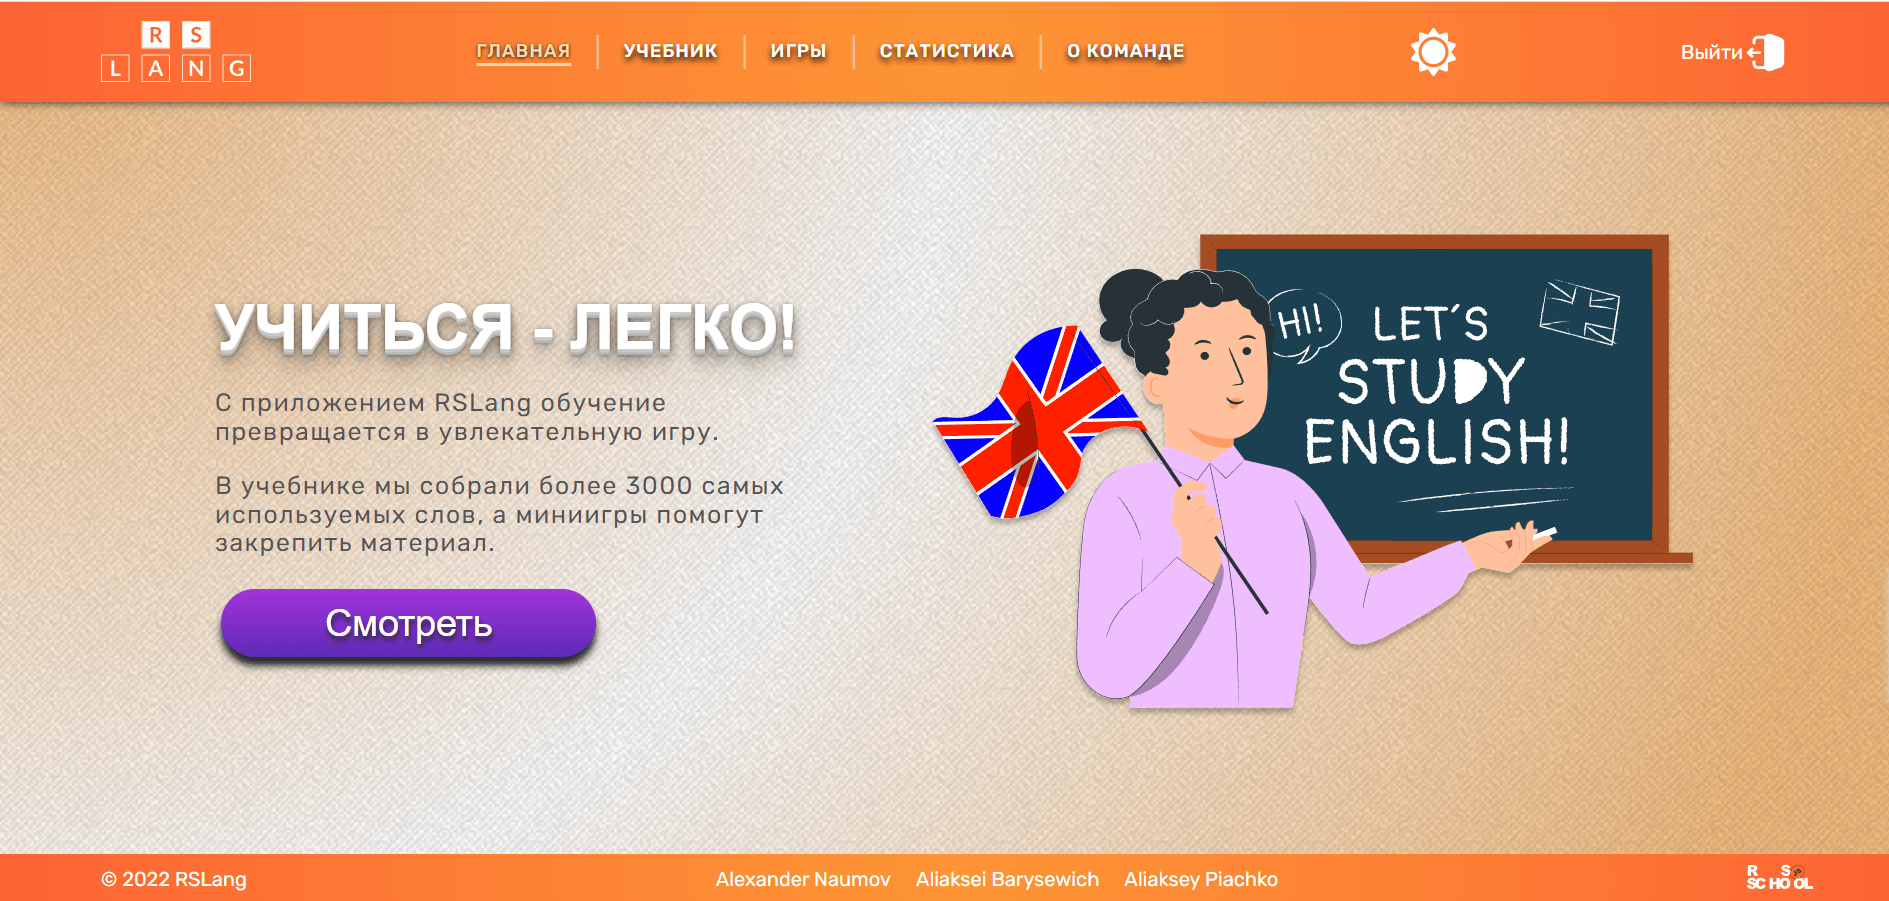 RS
LANG
ГЛАВНАЯ УЧЕБНИК ИГРЫ СТАТИСТИКА О КОМАНДЕ
Выйти
УЧИТЬСЯ - ЛЕГКО!
С приложением RSLang обучение
превращается в увлекательную игру.
В учебнике мы собрали более 3000 самых
используемых слов, а миниигры помогут
закрепить материал.
Смотреть
HI!
LET'S
STUDY
ENGLISH!
© 2022 RSLang
Alexander Naumov Aliaksei Barysewich Aliaksey Piachko
R S
SCHOOL